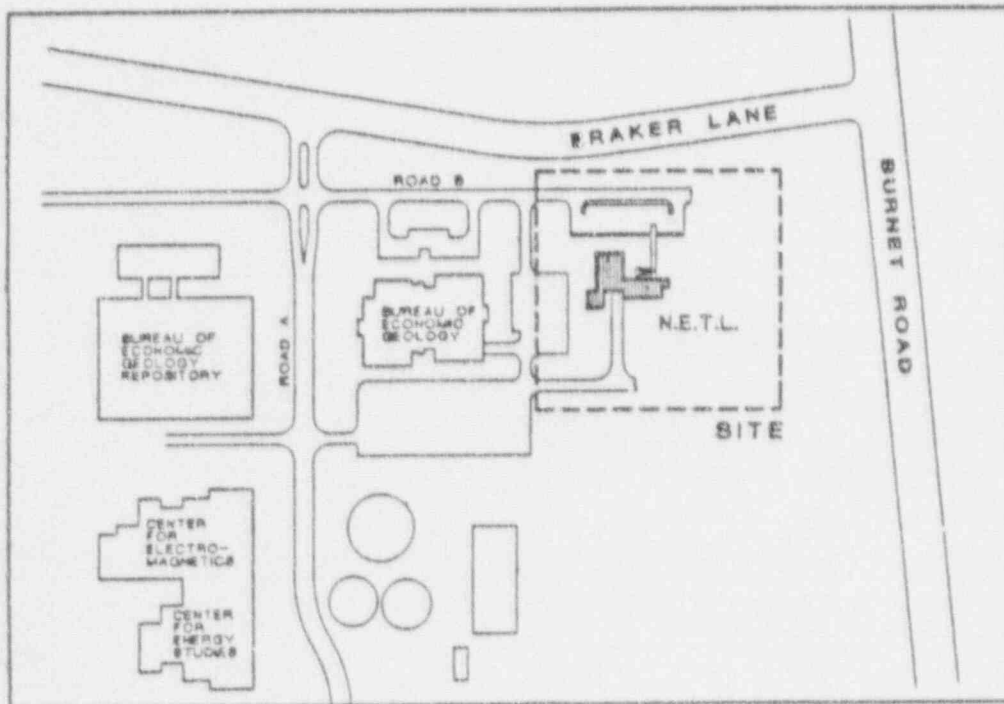 BRAKER LANE
ROAD B
BURNET ROAD
BUREAU OF
ECONOMIC
GEOLOGY
REPOSITORY
ROAD A
BUREAU OF
ECONOMIC
GEOLOGY
N.E.T.L.
SITE
CENTER
FOR
ELECTRO-
MAGNETICS
CENTER
FOR
ENERGY
STUDIES